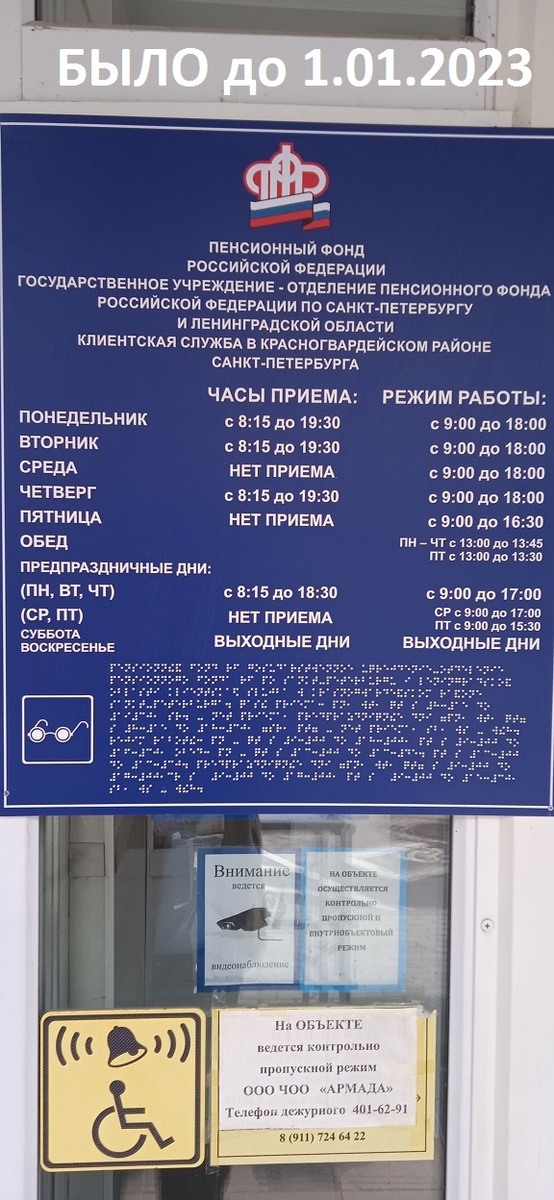 БЫЛО до 1.01.2023
ПЕНСИОННЫЙ ФОНД
РОССИЙСКОЙ ФЕДЕРАЦИИ
ГОСУДАРСТВЕННОЕ УЧРЕЖДЕНИЕ - ОТДЕЛЕНИЕ ПЕНСИОННОГО ФОНДА
РОССИЙСКОЙ ФЕДЕРАЦИИ ПО САНКТ-ПЕТЕРБУРГУ
И ЛЕНИНГРАДСКОЙ ОБЛАСТИ
КЛИЕНТСКАЯ СЛУЖБА В КРАСНОГВАРДЕЙСКОМ РАЙОНЕ
САНКТ-ПЕТЕРБУРГА
ЧАСЫ ПРИЕМА: РЕЖИМ РАБОТЫ:
ПОНЕДЕЛЬНИК с 8:15 до 19:30 с 9:00 до 18:00
ВТОРНИК с 8:15 до 19:30 с 9:00 до 18:00
СРЕДА НЕТ ПРИЕМА с 9:00 до 18:00
ЧЕТВЕРГ с 8:15 до 19:30 с 9:00 до 18:00
ПЯТНИЦА НЕТ ПРИЕМА с 9:00 до 16:30
ОБЕД ПН – ЧТ с 13:00 до 13:45
ПТ с 13:00 до 13:30
ПРЕДПРАЗДНИЧНЫЕ ДНИ:
(ПН, ВТ, ЧТ) с 8:15 до 18:30 с 9:00 до 17:00
(СР, ПТ) НЕТ ПРИЕМА СР с 9:00 до 17:00
ПТ с 9:00 до 15:30
СУББОТА
ВОСКРЕСЕНЬЕ ВЫХОДНЫЕ ДНИ ВЫХОДНЫЕ ДНИ
Внимание
ведется
видеонаблюдение
НА ОБЪЕКТЕ
ОСУЩЕСТВЛЯЕТСЯ
КОНТРОЛЬНО
ПРОПУСКНОЙ И
ВНУТРИОБЪЕКТОВЫЙ
РЕЖИМ
На ОБЪЕКТЕ
ведется контрольно
пропускной режим
ООО ЧОО «АРМАДА»
Телефон дежурного 401-62-91
8 (911) 724 64 22